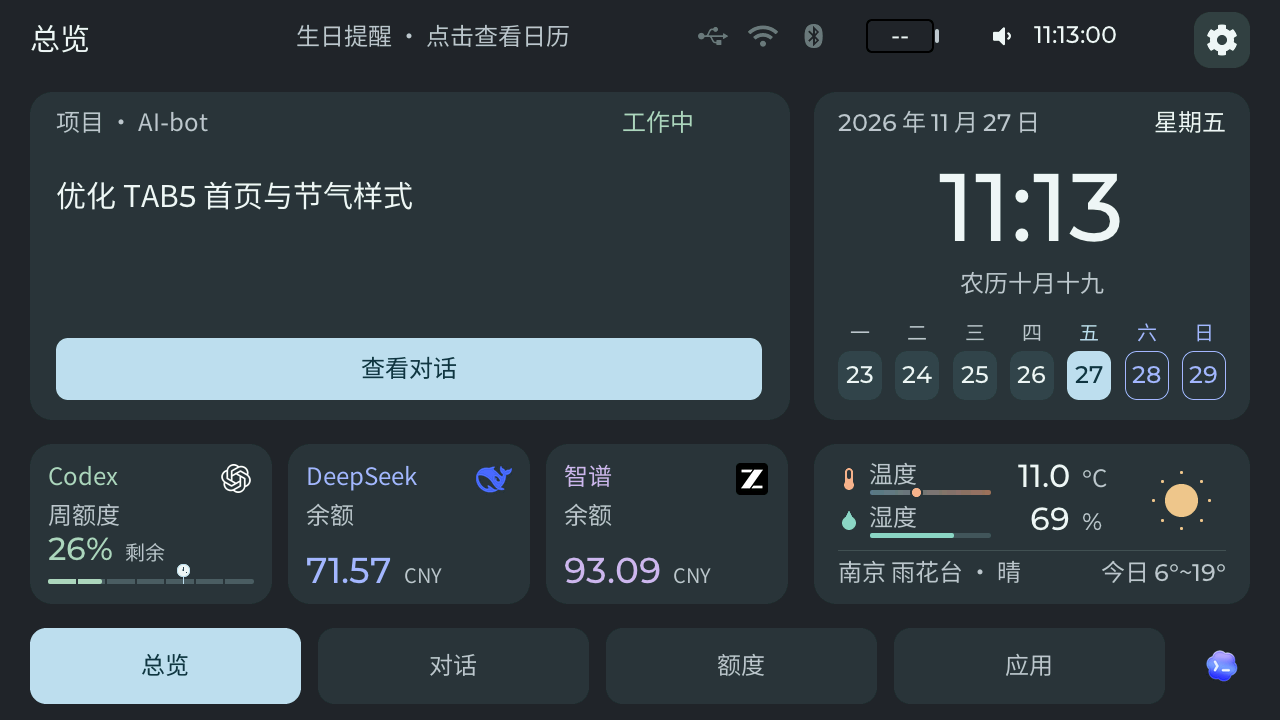 总览
生日提醒 · 点击查看日历
--
11:13:00
项目 · AI-bot
工作中
优化 TAB5 首页与节气样式
查看对话
2026 年 11 月 27 日
星期五
11:13
农历十月十九
一 二 三 四 五 六 日
23 24 25 26 27 28 29
Codex
周额度
26% 剩余
DeepSeek
余额
71.57 CNY
智谱
余额
93.09 CNY
温度 11.0 °C
湿度 69 %
南京 雨花台 · 晴
今日 6°~19°
总览
对话
额度
应用